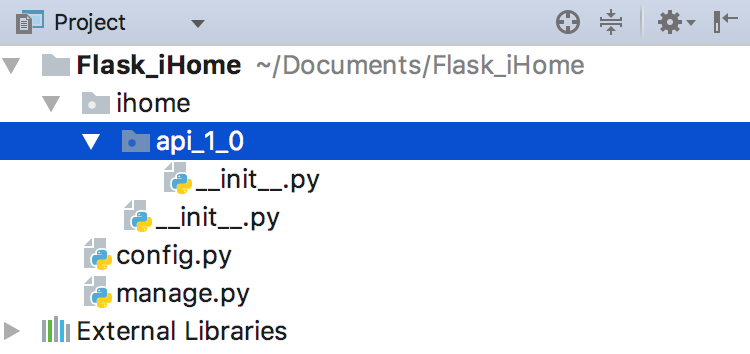 Project
Flask_iHome ~/Documents/Flask_iHome
ihome
api_1_0
__init__.py
__init__.py
config.py
manage.py
External Libraries